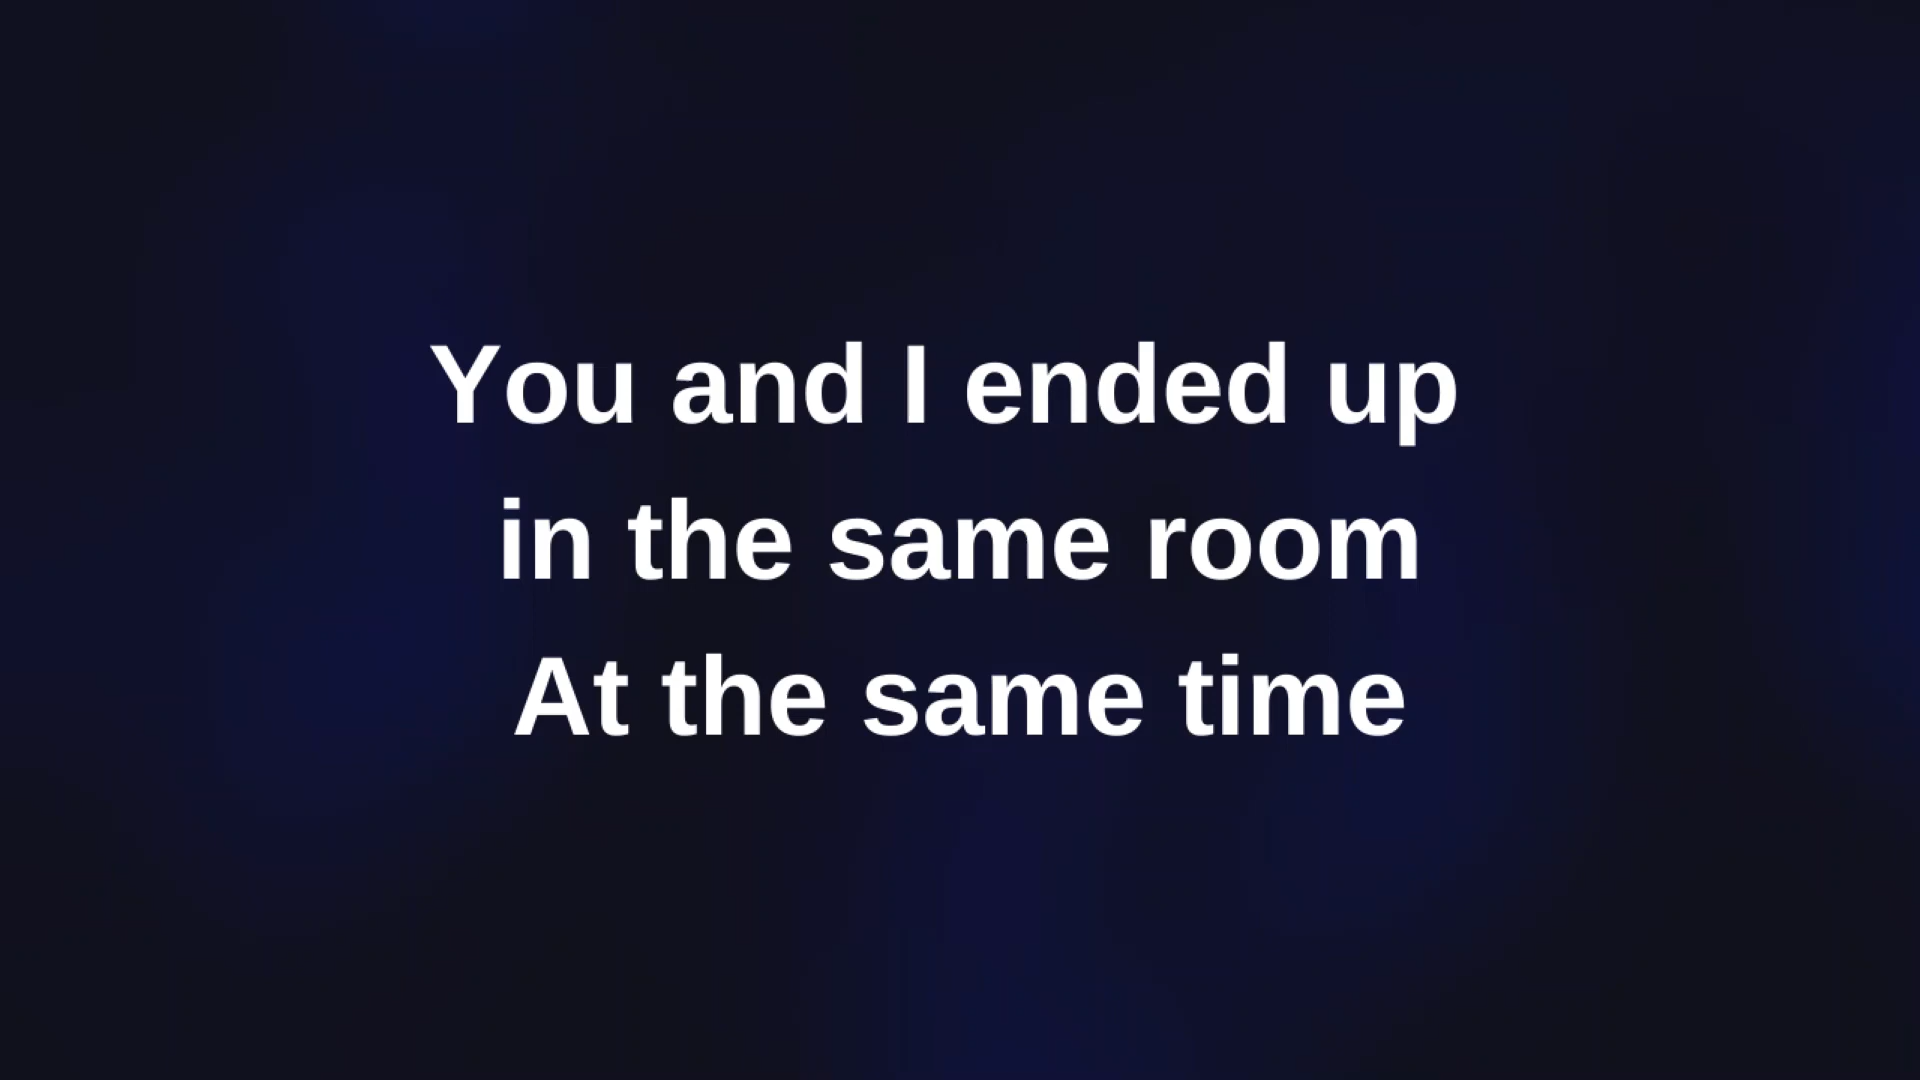 You and I ended up
in the same room
At the same time